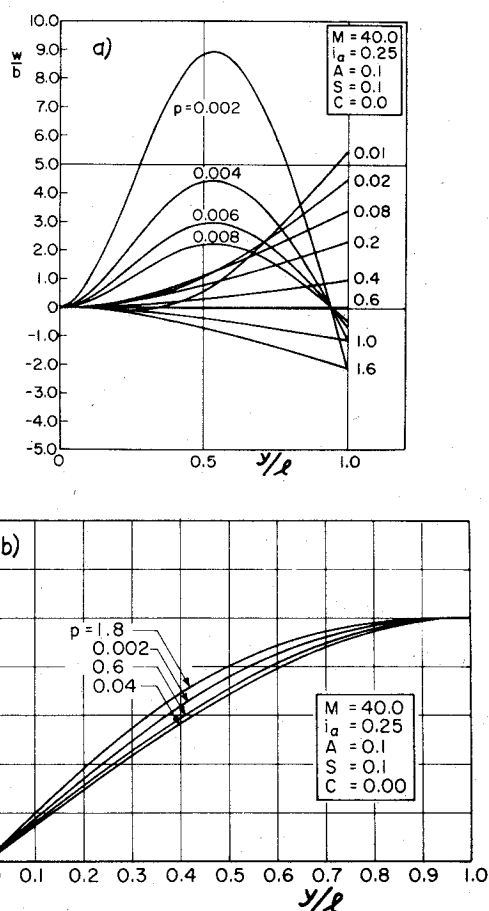 10.0
w/b
a)
M = 40.0
iα = 0.25
A = 0.1
S = 0.1
C = 0.0
9.0
8.0
7.0
p=0.002
6.0
5.0
0.01
0.004
0.02
4.0
0.006
0.08
3.0
0.008
0.2
2.0
1.0
0.4
0.6
0
-1.0
1.0
-2.0
1.6
-3.0
-4.0
-5.0
0
0.5
y/ℓ
1.0
b)
p=1.8
0.002
0.6
0.04
M = 40.0
iα = 0.25
A = 0.1
S = 0.1
C = 0.00
0.1 0.2 0.3 0.4 0.5 0.6 0.7 0.8 0.9 1.0
y/ℓ